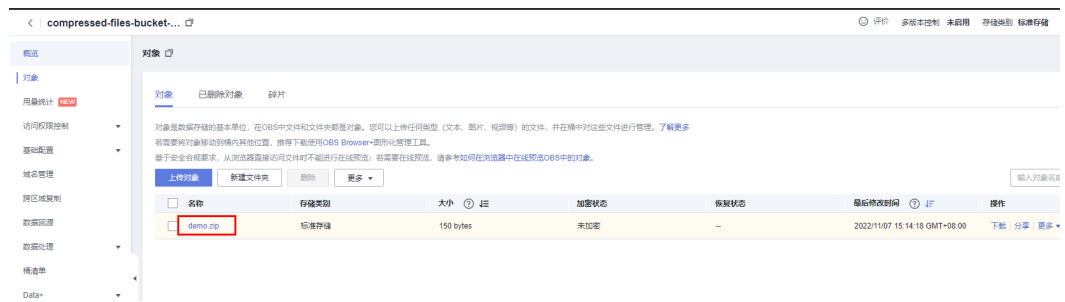 compressed-files-bucket-...
评价 多版本控制 未启用 存储类别 标准存储
概览
对象
用量统计 NEW
访问权限控制
基础配置
域名管理
跨区域复制
数据回源
数据处理
桶清单
Data+
对象
对象 已删除对象 碎片
对象是数据存储的基本单位，在OBS中文件和文件夹都是对象。您可以上传任何类型（文本、图片、视频等）的文件，并在桶中对这些文件进行管理。了解更多
若需要将对象移动到桶内其他位置，推荐下载使用OBS Browser+图形化管理工具。
基于安全合规要求，从浏览器直接访问文件时不能进行在线预览；若需要在线预览，请参考如何在浏览器中在线预览OBS中的对象。
上传对象 新建文件夹 删除 更多 输入对象名前
名称 存储类别 大小 加密状态 恢复状态 最后修改时间 操作
demo.zip 标准存储 150 bytes 未加密 -- 2022/11/07 15:14:18 GMT+08:00 下载 分享 更多